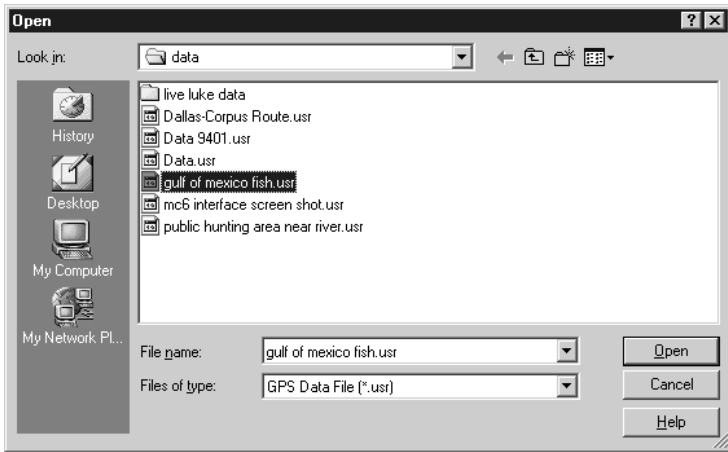 Open
Look in: data
live luke data
Dallas-Corpus Route.usr
Data 9401.usr
Data.usr
gulf of mexico fish.usr
mc6 interface screen shot.usr
public hunting area near river.usr
History
Desktop
My Computer
My Network Pl...
File name: gulf of mexico fish.usr Open
Files of type: GPS Data File (*.usr) Cancel
Help